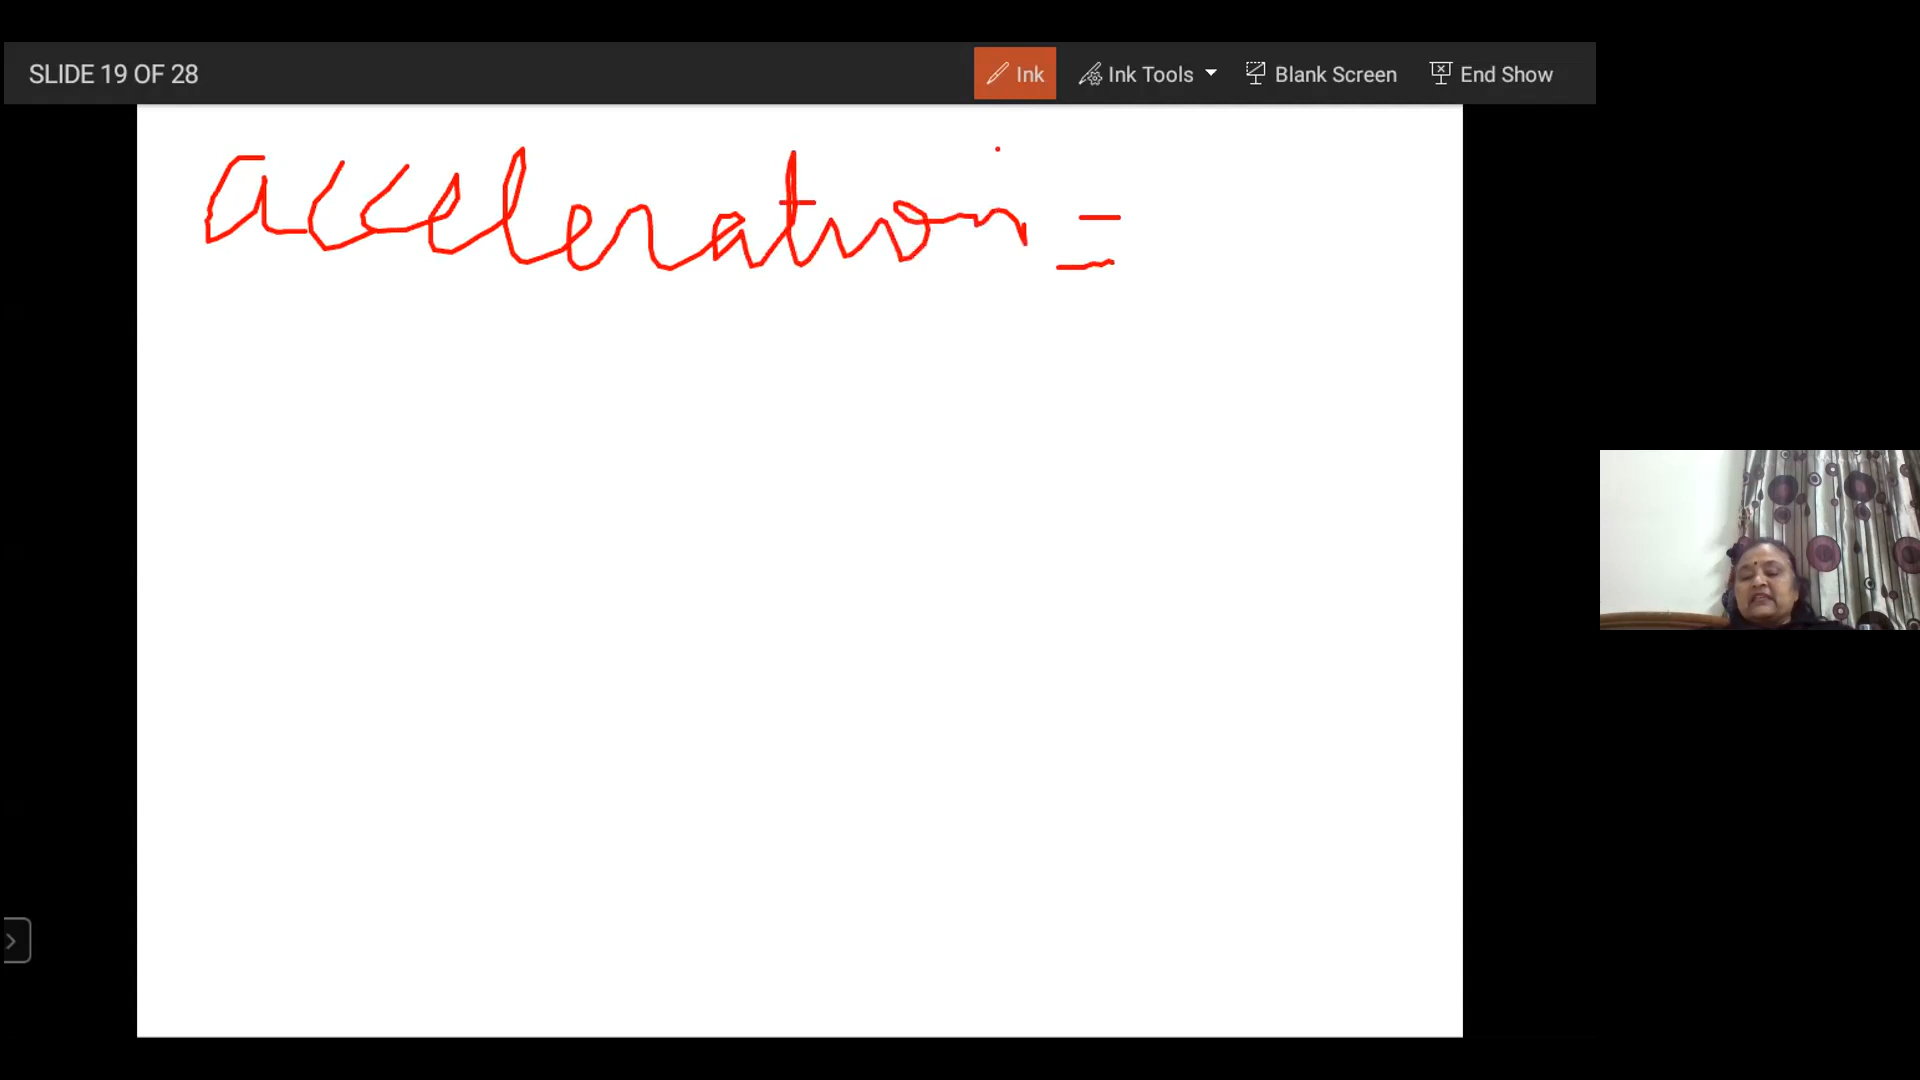 SLIDE 19 OF 28
Ink
Ink Tools
Blank Screen
End Show
acceleration =